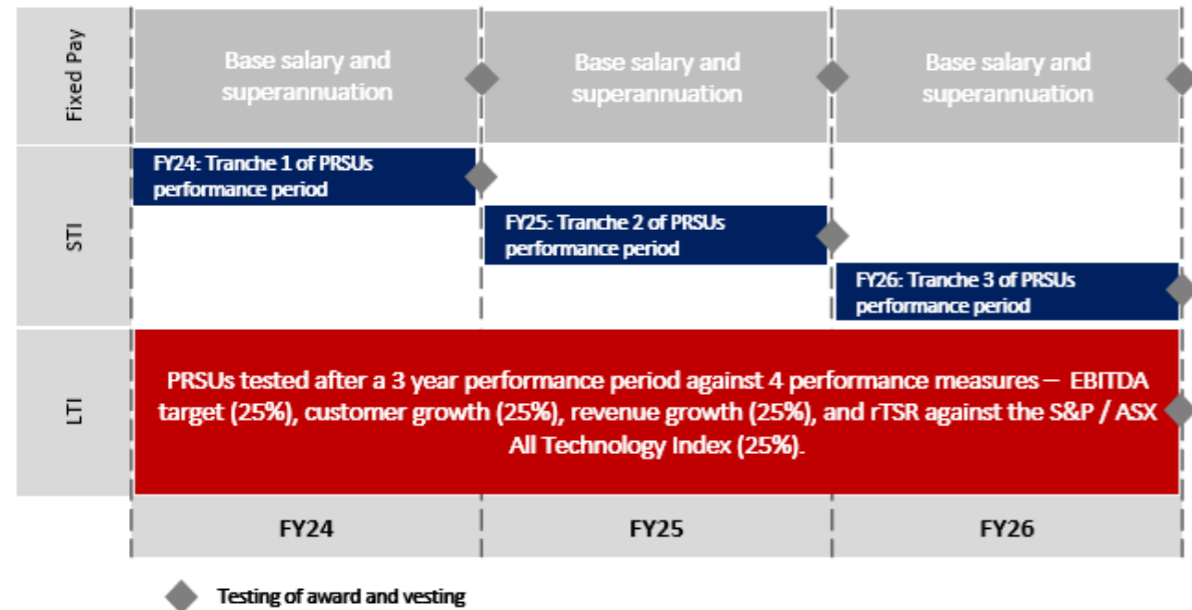 Fixed Pay
Base salary and
superannuation
Base salary and
superannuation
Base salary and
superannuation
STI
FY24: Tranche 1 of PRSUs
performance period
FY25: Tranche 2 of PRSUs
performance period
FY26: Tranche 3 of PRSUs
performance period
LTI
PRSUs tested after a 3 year performance period against 4 performance measures – EBITDA
target (25%), customer growth (25%), revenue growth (25%), and rTSR against the S&P / ASX
All Technology Index (25%).
FY24
FY25
FY26
Testing of award and vesting